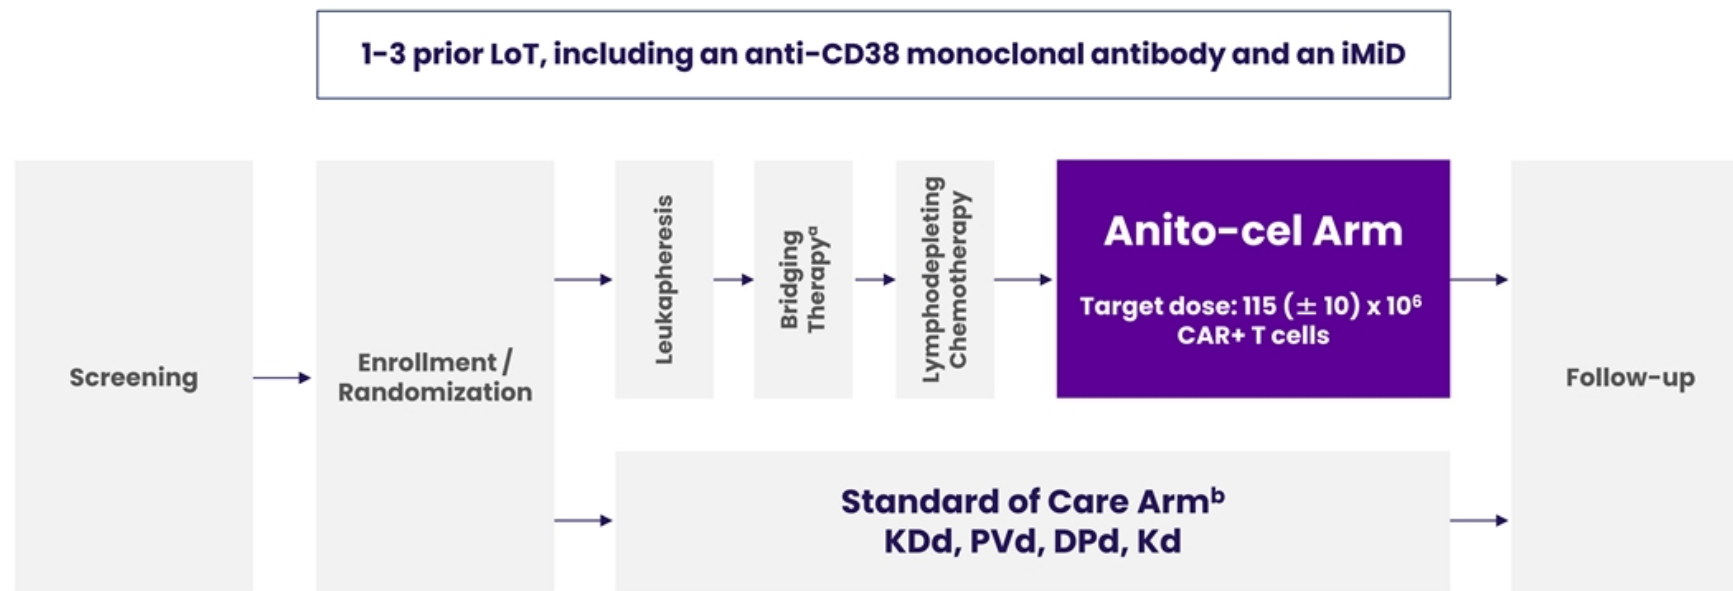 1-3 prior LoT, including an anti-CD38 monoclonal antibody and an iMiD
Screening
Enrollment /
Randomization
Leukapheresis
Bridging
Therapyᵃ
Lymphodepleting
Chemotherapy
Anito-cel Arm
Target dose: 115 (± 10) x 10⁶
CAR+ T cells
Standard of Care Armᵇ
KDd, PVd, DPd, Kd
Follow-up